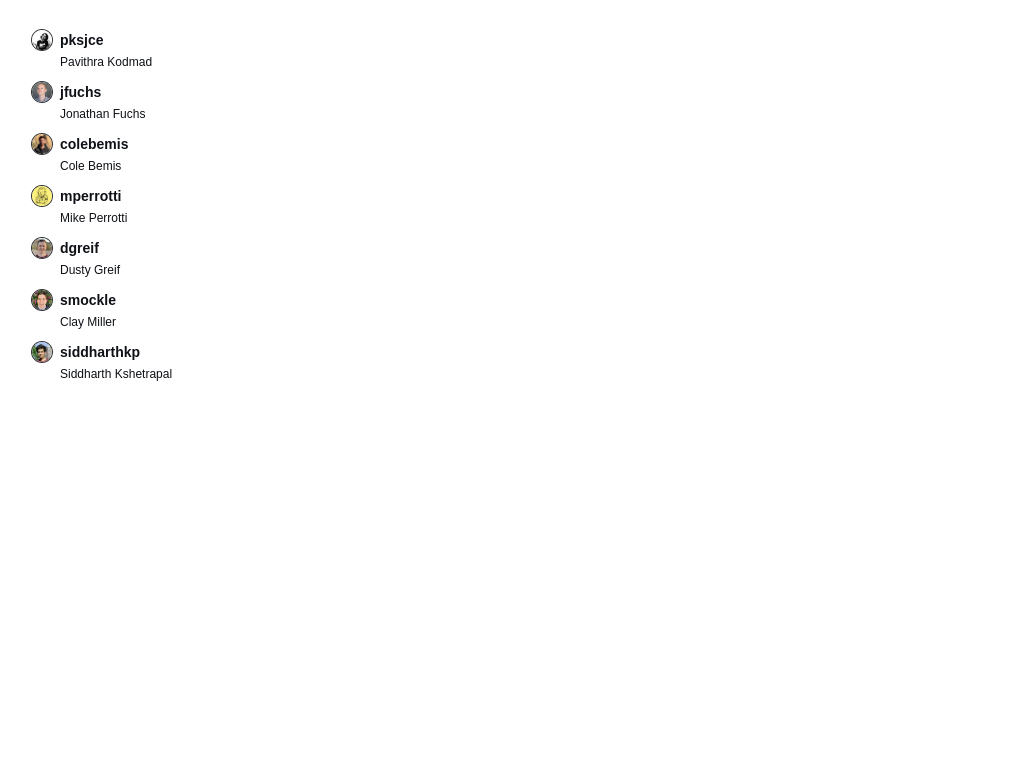 pksjce
Pavithra Kodmad
jfuchs
Jonathan Fuchs
colebemis
Cole Bemis
mperrotti
Mike Perrotti
dgreif
Dusty Greif
smockle
Clay Miller
siddharthkp
Siddharth Kshetrapal